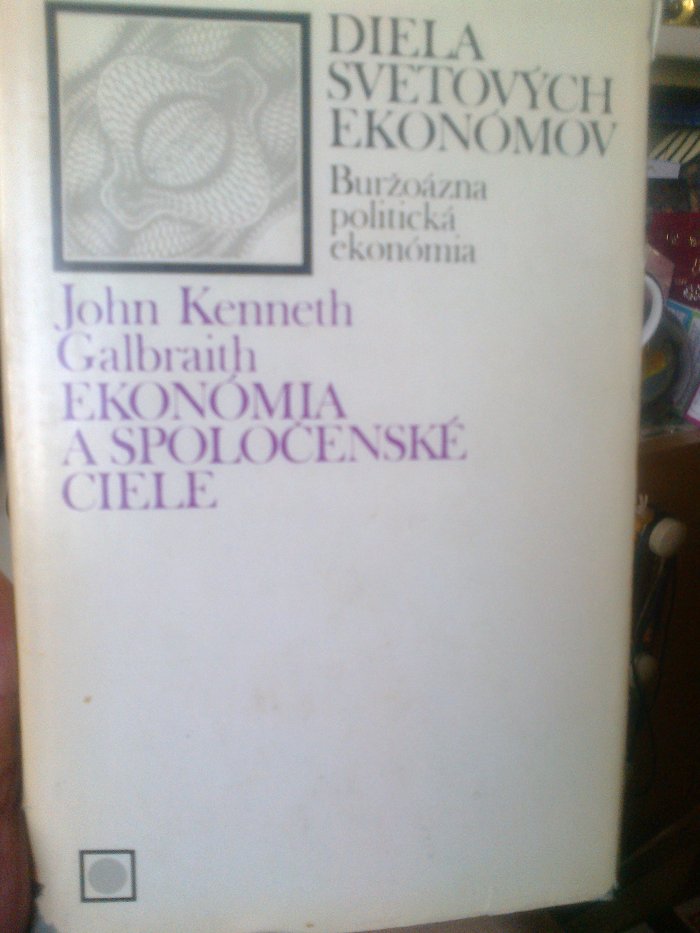 DIELA
SVETOVÝCH
EKONÓMOV
Buržoázna
politická
ekonómia
John Kenneth
Galbraith
EKONÓMIA
A SPOLOČENSKÉ
CIELE